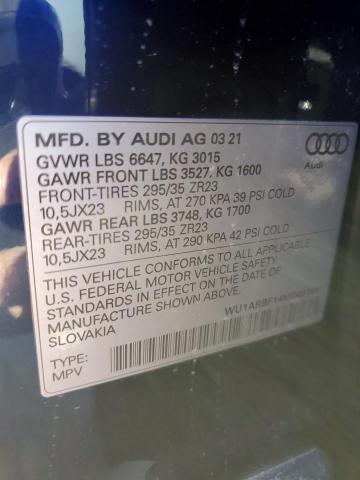 MFD. BY AUDI AG 03 21
GVWR LBS 6647, KG 3015
GAWR FRONT LBS 3527, KG 1600
FRONT-TIRES 295/35 ZR23
10,5JX23 RIMS, AT 270 KPA 39 PSI COLD
GAWR REAR LBS 3748, KG 1700
REAR-TIRES 295/35 ZR23
10,5JX23 RIMS, AT 290 KPA 42 PSI COLD
Audi
THIS VEHICLE CONFORMS TO ALL APPLICABLE
U.S. FEDERAL MOTOR VEHICLE SAFETY
STANDARDS IN EFFECT ON THE DATE OF
MANUFACTURE SHOWN ABOVE.
SLOVAKIA
TYPE:
MPV